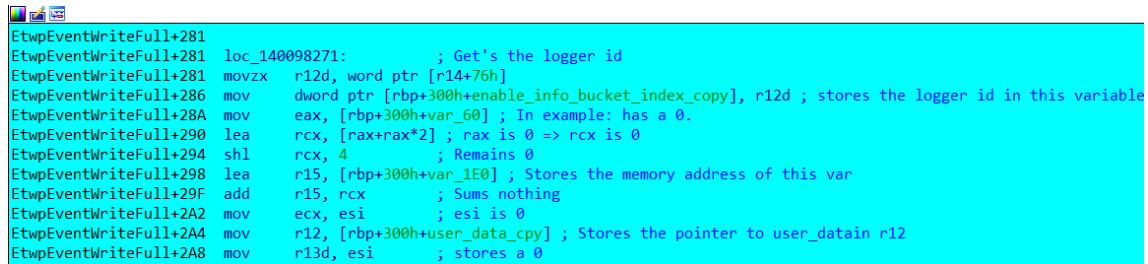 EtwpEventWriteFull+281
EtwpEventWriteFull+281 loc_140098271: ; Get's the logger id
EtwpEventWriteFull+281 movzx r12d, word ptr [r14+76h]
EtwpEventWriteFull+286 mov dword ptr [rbp+300h+enable_info_bucket_index_copy], r12d ; stores the logger id in this variable
EtwpEventWriteFull+28A mov eax, [rbp+300h+var_60] ; In example: has a 0.
EtwpEventWriteFull+290 lea rcx, [rax+rax*2] ; rax is 0 => rcx is 0
EtwpEventWriteFull+294 shl rcx, 4 ; Remains 0
EtwpEventWriteFull+298 lea r15, [rbp+300h+var_1E0] ; Stores the memory address of this var
EtwpEventWriteFull+29F add r15, rcx ; Sums nothing
EtwpEventWriteFull+2A2 mov ecx, esi ; esi is 0
EtwpEventWriteFull+2A4 mov r12, [rbp+300h+user_data_cpy] ; Stores the pointer to user_datain r12
EtwpEventWriteFull+2A8 mov r13d, esi ; stores a 0